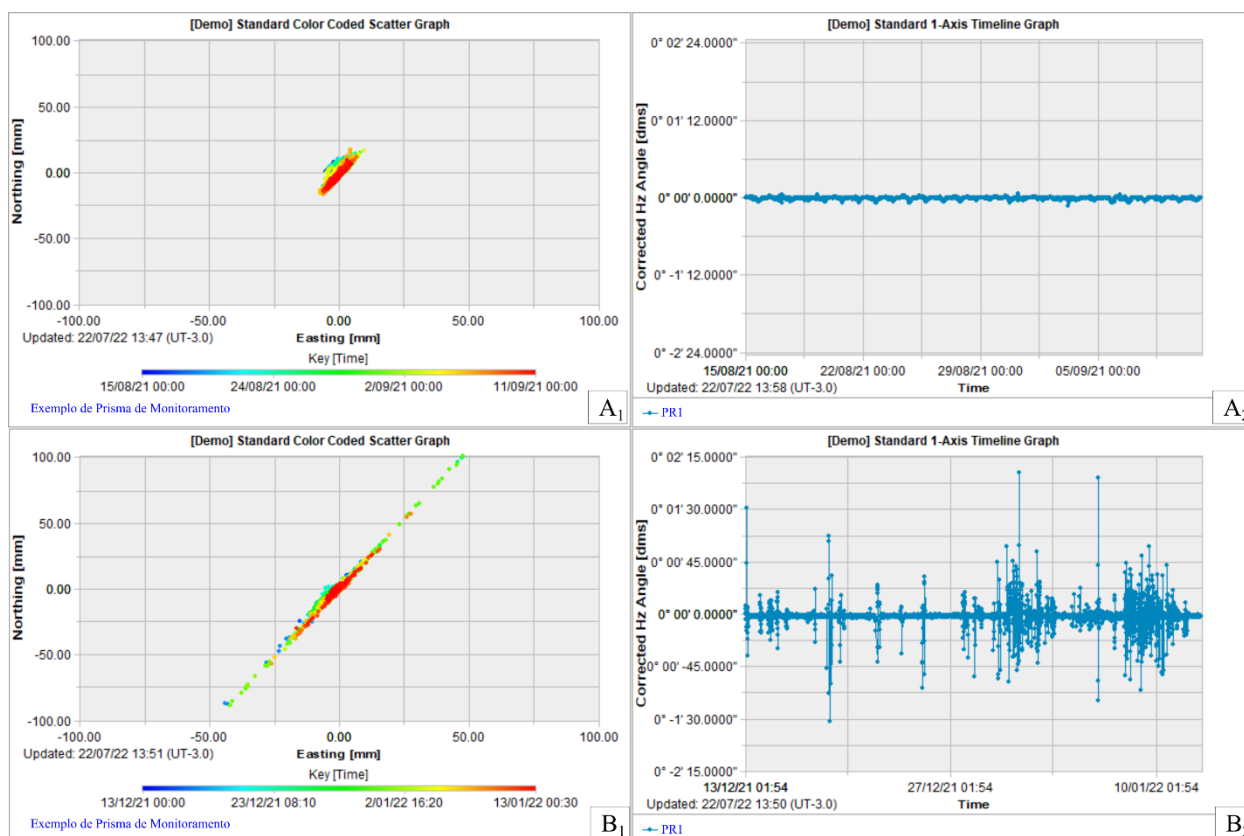 [Demo] Standard Color Coded Scatter Graph
100.00
50.00
0.00
-50.00
-100.00
Northing [mm]
-100.00 -50.00 0.00 50.00 100.00
Updated: 22/07/22 13:47 (UT-3.0)
Easting [mm]
Key [Time]
15/08/21 00:00 24/08/21 00:00 2/09/21 00:00 11/09/21 00:00
Exemplo de Prisma de Monitoramento
A1
[Demo] Standard 1-Axis Timeline Graph
0° 02' 24.0000"
0° 01' 12.0000"
0° 00' 0.0000"
0° -1' 12.0000"
0° -2' 24.0000"
Corrected Hz Angle [dms]
15/08/21 00:00 22/08/21 00:00 29/08/21 00:00 05/09/21 00:00
Updated: 22/07/22 13:58 (UT-3.0)
Time
PR1
[Demo] Standard Color Coded Scatter Graph
100.00
50.00
0.00
-50.00
-100.00
Northing [mm]
-100.00 -50.00 0.00 50.00 100.00
Updated: 22/07/22 13:51 (UT-3.0)
Easting [mm]
Key [Time]
13/12/21 00:00 23/12/21 08:10 2/01/22 16:20 13/01/22 00:30
Exemplo de Prisma de Monitoramento
B1
[Demo] Standard 1-Axis Timeline Graph
0° 02' 15.0000"
0° 01' 30.0000"
0° 00' 45.0000"
0° 00' 0.0000"
0° 00' -45.0000"
0° -1' 30.0000"
0° -2' 15.0000"
Corrected Hz Angle [dms]
13/12/21 01:54 27/12/21 01:54 10/01/22 01:54
Updated: 22/07/22 13:50 (UT-3.0)
Time
PR1